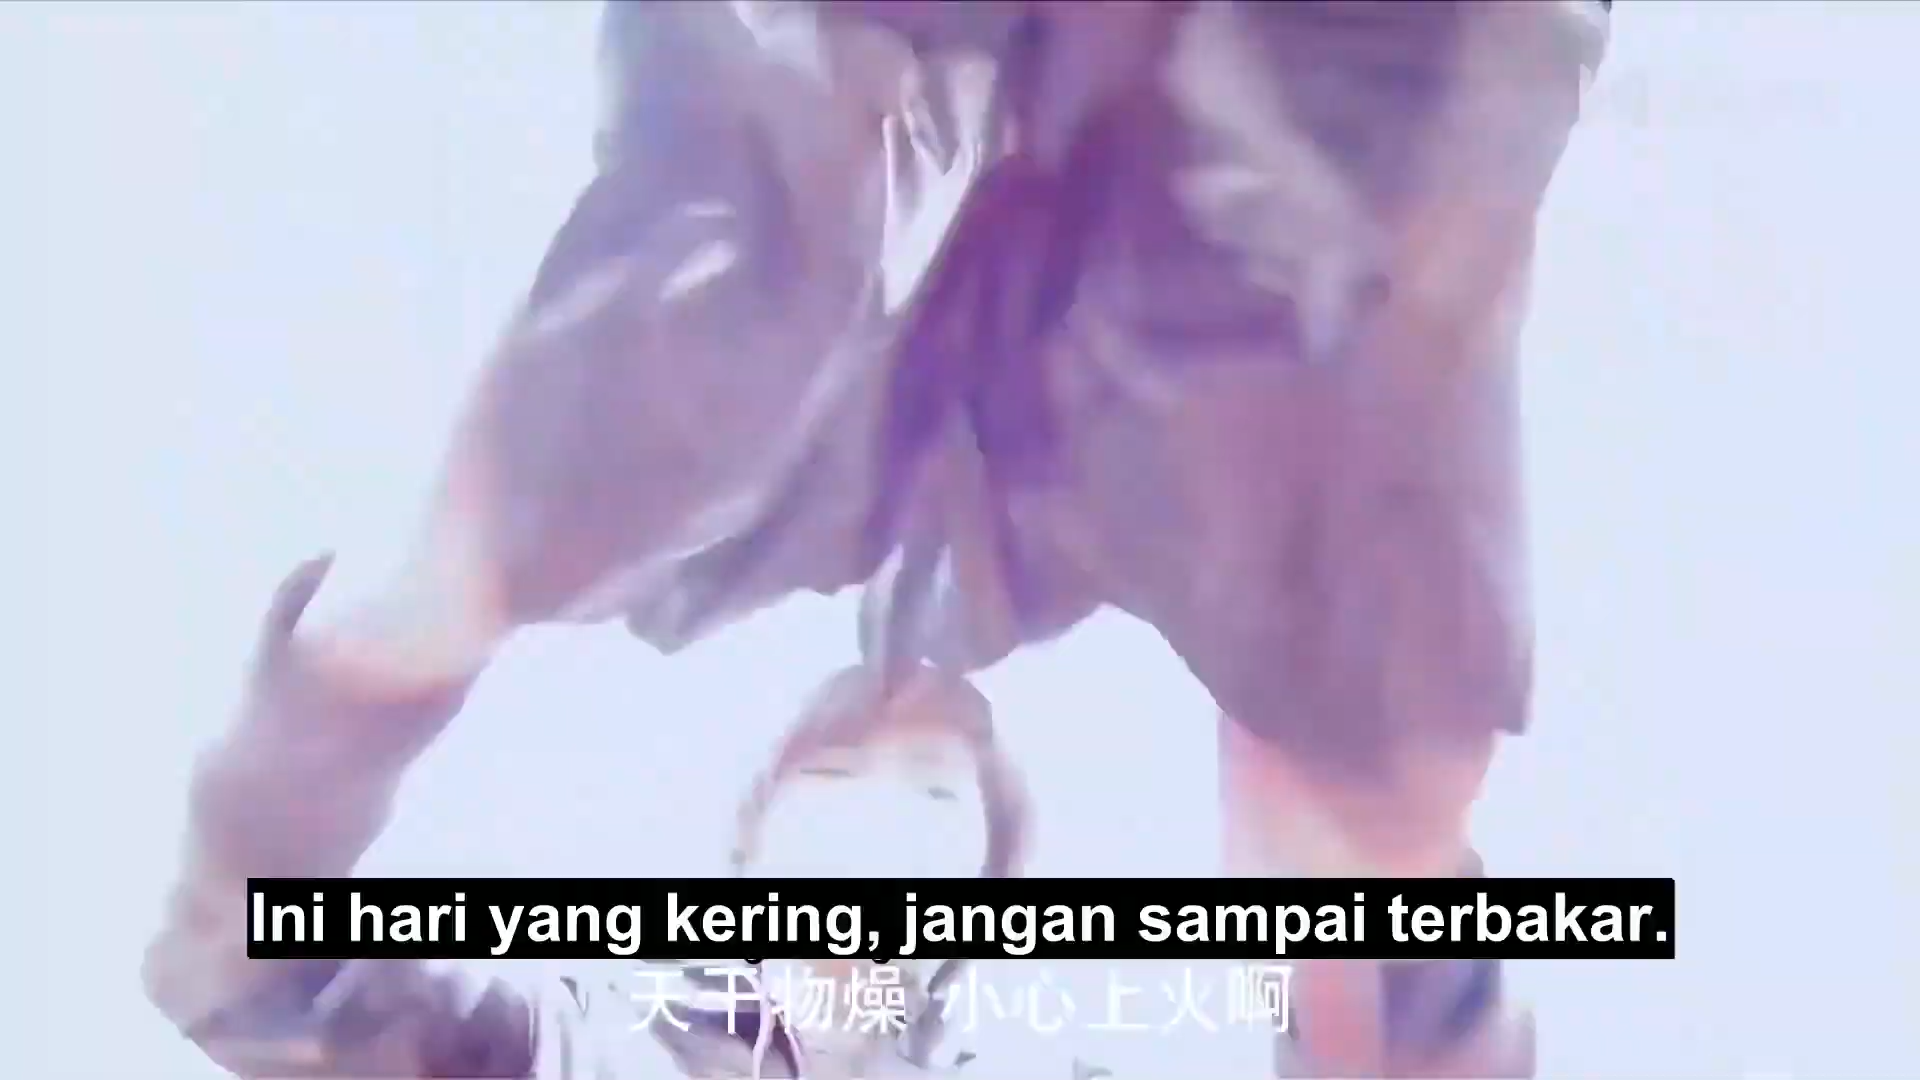 Ini hari yang kering, jangan sampai terbakar.
天干物燥 小心上火啊